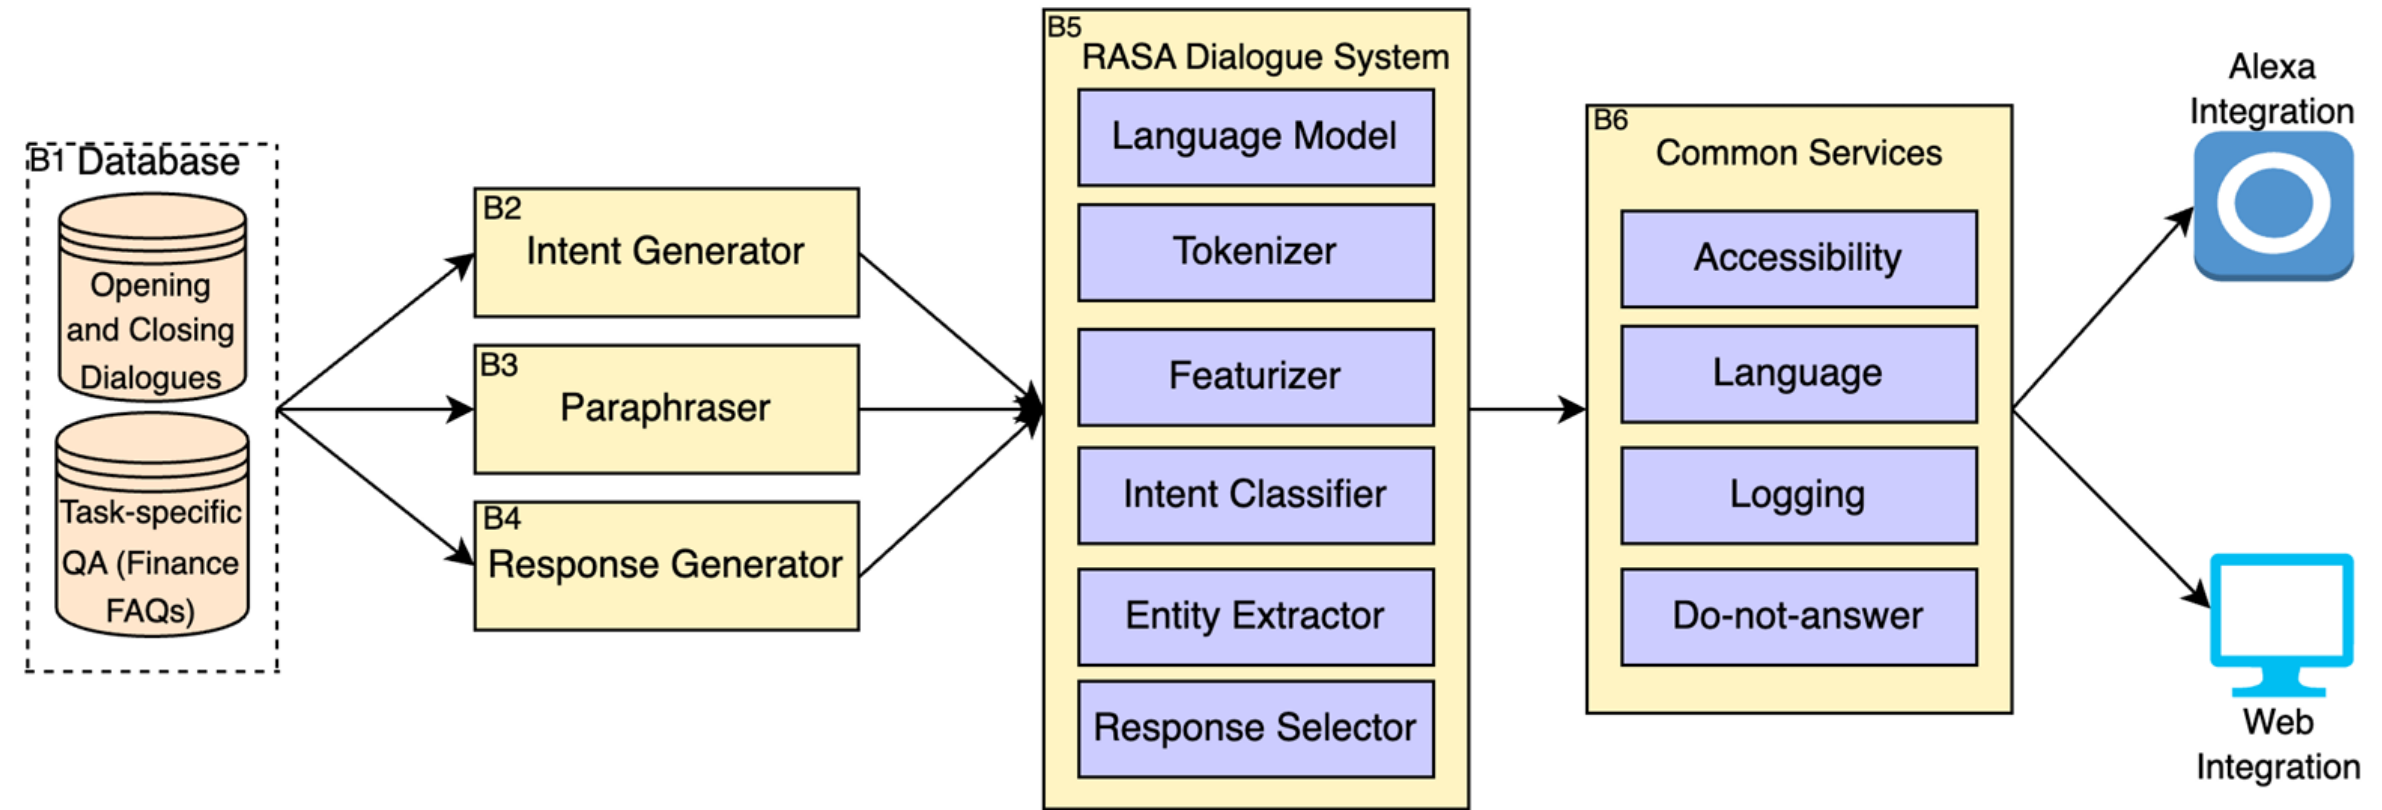 B1 Database
Opening
and Closing
Dialogues
Task-specific
QA (Finance
FAQs)
B2
Intent Generator
B3
Paraphraser
B4
Response Generator
B5
RASA Dialogue System
Language Model
Tokenizer
Featurizer
Intent Classifier
Entity Extractor
Response Selector
B6
Common Services
Accessibility
Language
Logging
Do-not-answer
Alexa
Integration
Web
Integration